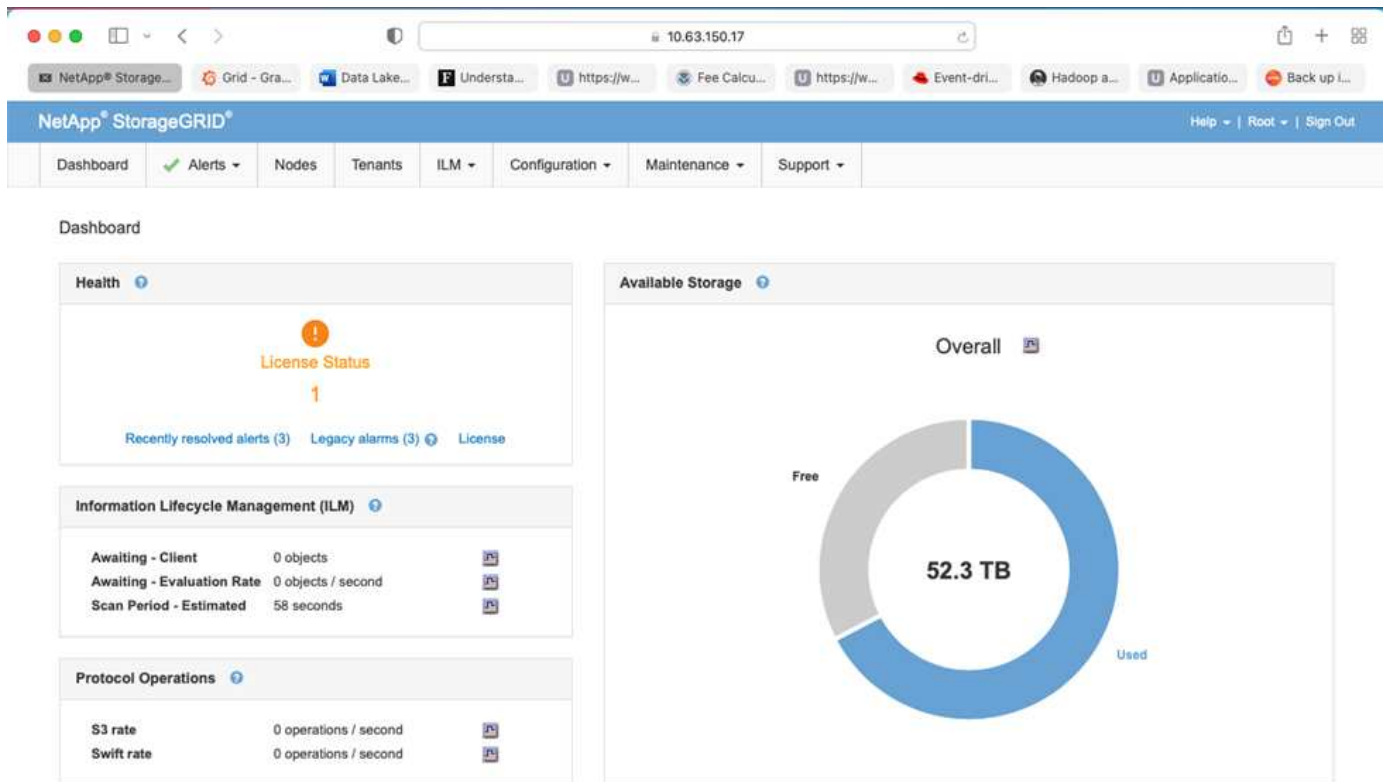 10.63.150.17
NetApp® Storage...
Grid - Gra...
Data Lake...
Understa...
https://w...
Fee Calcu...
https://w...
Event-dri...
Hadoop a...
Applicatio...
Back up i...
NetApp® StorageGRID®
Help | Root | Sign Out
Dashboard Alerts Nodes Tenants ILM Configuration Maintenance Support
Dashboard
Health
License Status
1
Recently resolved alerts (3) Legacy alarms (3) License
Information Lifecycle Management (ILM)
Awaiting - Client 0 objects
Awaiting - Evaluation Rate 0 objects / second
Scan Period - Estimated 58 seconds
Protocol Operations
S3 rate 0 operations / second
Swift rate 0 operations / second
Available Storage
Overall
Free
52.3 TB
Used